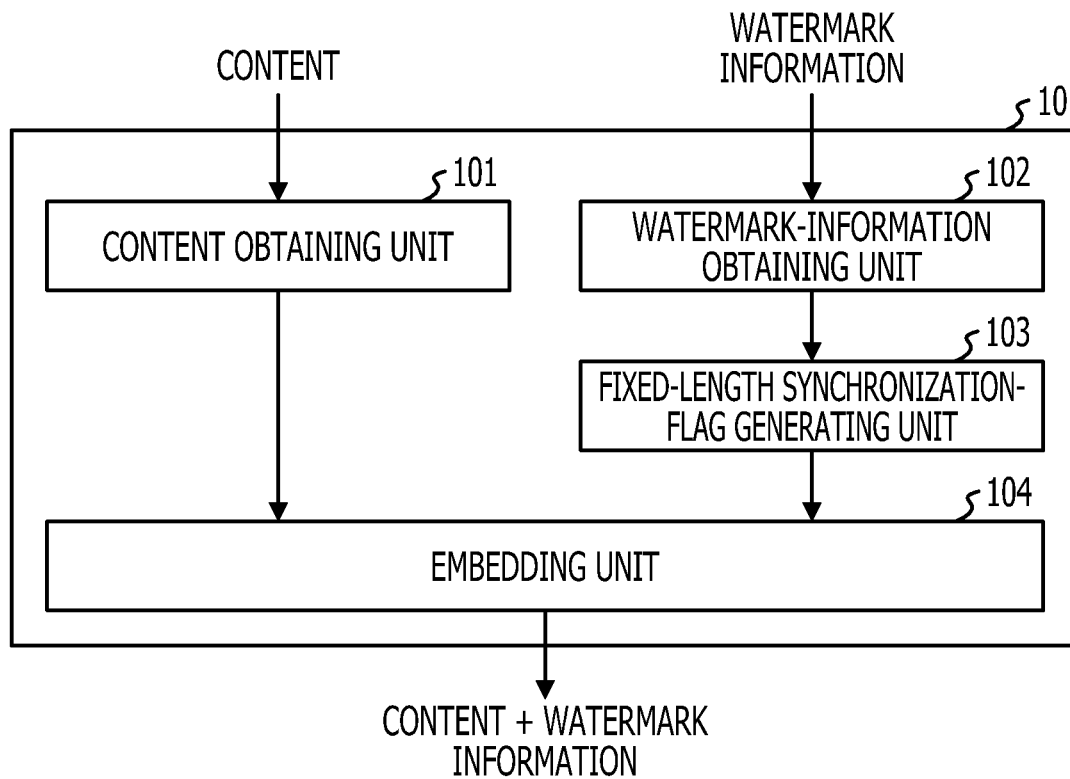 CONTENT
WATERMARK
INFORMATION
10
101
CONTENT OBTAINING UNIT
102
WATERMARK-INFORMATION
OBTAINING UNIT
103
FIXED-LENGTH SYNCHRONIZATION-
FLAG GENERATING UNIT
104
EMBEDDING UNIT
CONTENT + WATERMARK
INFORMATION